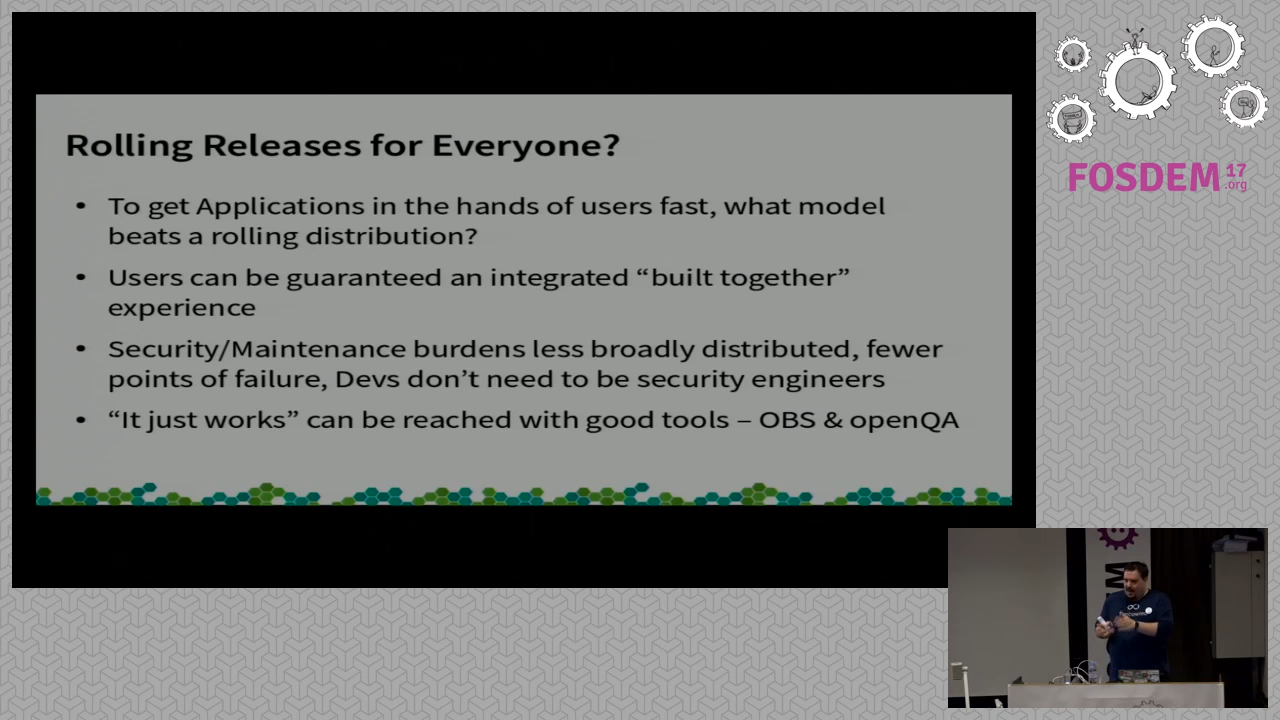 Rolling Releases for Everyone?
• To get Applications in the hands of users fast, what model
beats a rolling distribution?
• Users can be guaranteed an integrated “built together”
experience
• Security/Maintenance burdens less broadly distributed, fewer
points of failure, Devs don’t need to be security engineers
• “It just works” can be reached with good tools – OBS & openQA
FOSDEM 17
.org